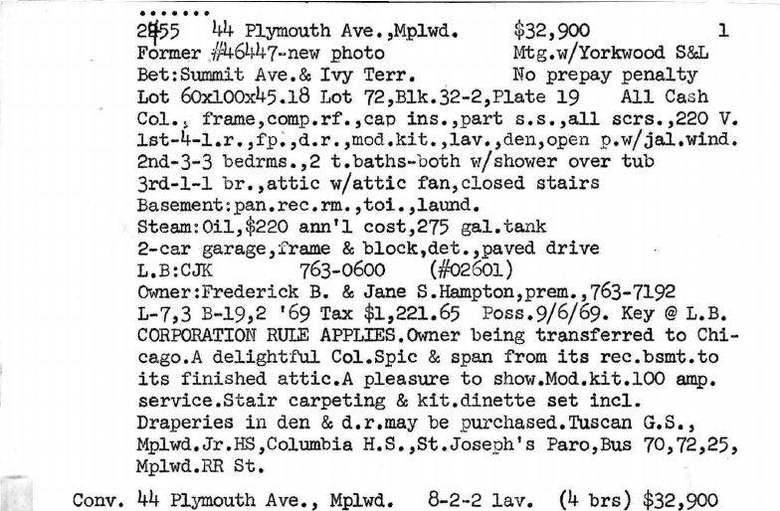 2955   44 Plymouth Ave.,Mplwd.   $32,900   1
Former #46447-new photo   Mtg.w/Yorkwood S&L
Bet:Summit Ave.& Ivy Terr.   No prepay penalty
Lot 60x100x45.18 Lot 72,Blk.32-2,Plate 19   All Cash
Col., frame,comp.rf.,cap ins.,part s.s.,all scrs.,220 V.
1st-4-l.r.,fp.,d.r.,mod.kit.,lav.,den,open p.w/jal.wind.
2nd-3-3 bedrms.,2 t.baths-both w/shower over tub
3rd-1-1 br.,attic w/attic fan,closed stairs
Basement:pan.rec.rm.,toi.,laund.
Steam:Oil,$220 ann'l cost,275 gal.tank
2-car garage,frame & block,det.,paved drive
L.B:CJK   763-0600   (#02601)
Owner:Frederick B. & Jane S.Hampton,prem.,763-7192
L-7,3 B-19,2 '69 Tax $1,221.65  Poss.9/6/69. Key @ L.B.
CORPORATION RULE APPLIES.Owner being transferred to Chi-
cago.A delightful Col.Spic & span from its rec.bsmt.to
its finished attic.A pleasure to show.Mod.kit.100 amp.
service.Stair carpeting & kit.dinette set incl.
Draperies in den & d.r.may be purchased.Tuscan G.S.,
Mplwd.Jr.HS,Columbia H.S.,St.Joseph's Paro,Bus 70,72,25,
Mplwd.RR St.
Conv. 44 Plymouth Ave., Mplwd.   8-2-2 lav.  (4 brs) $32,900